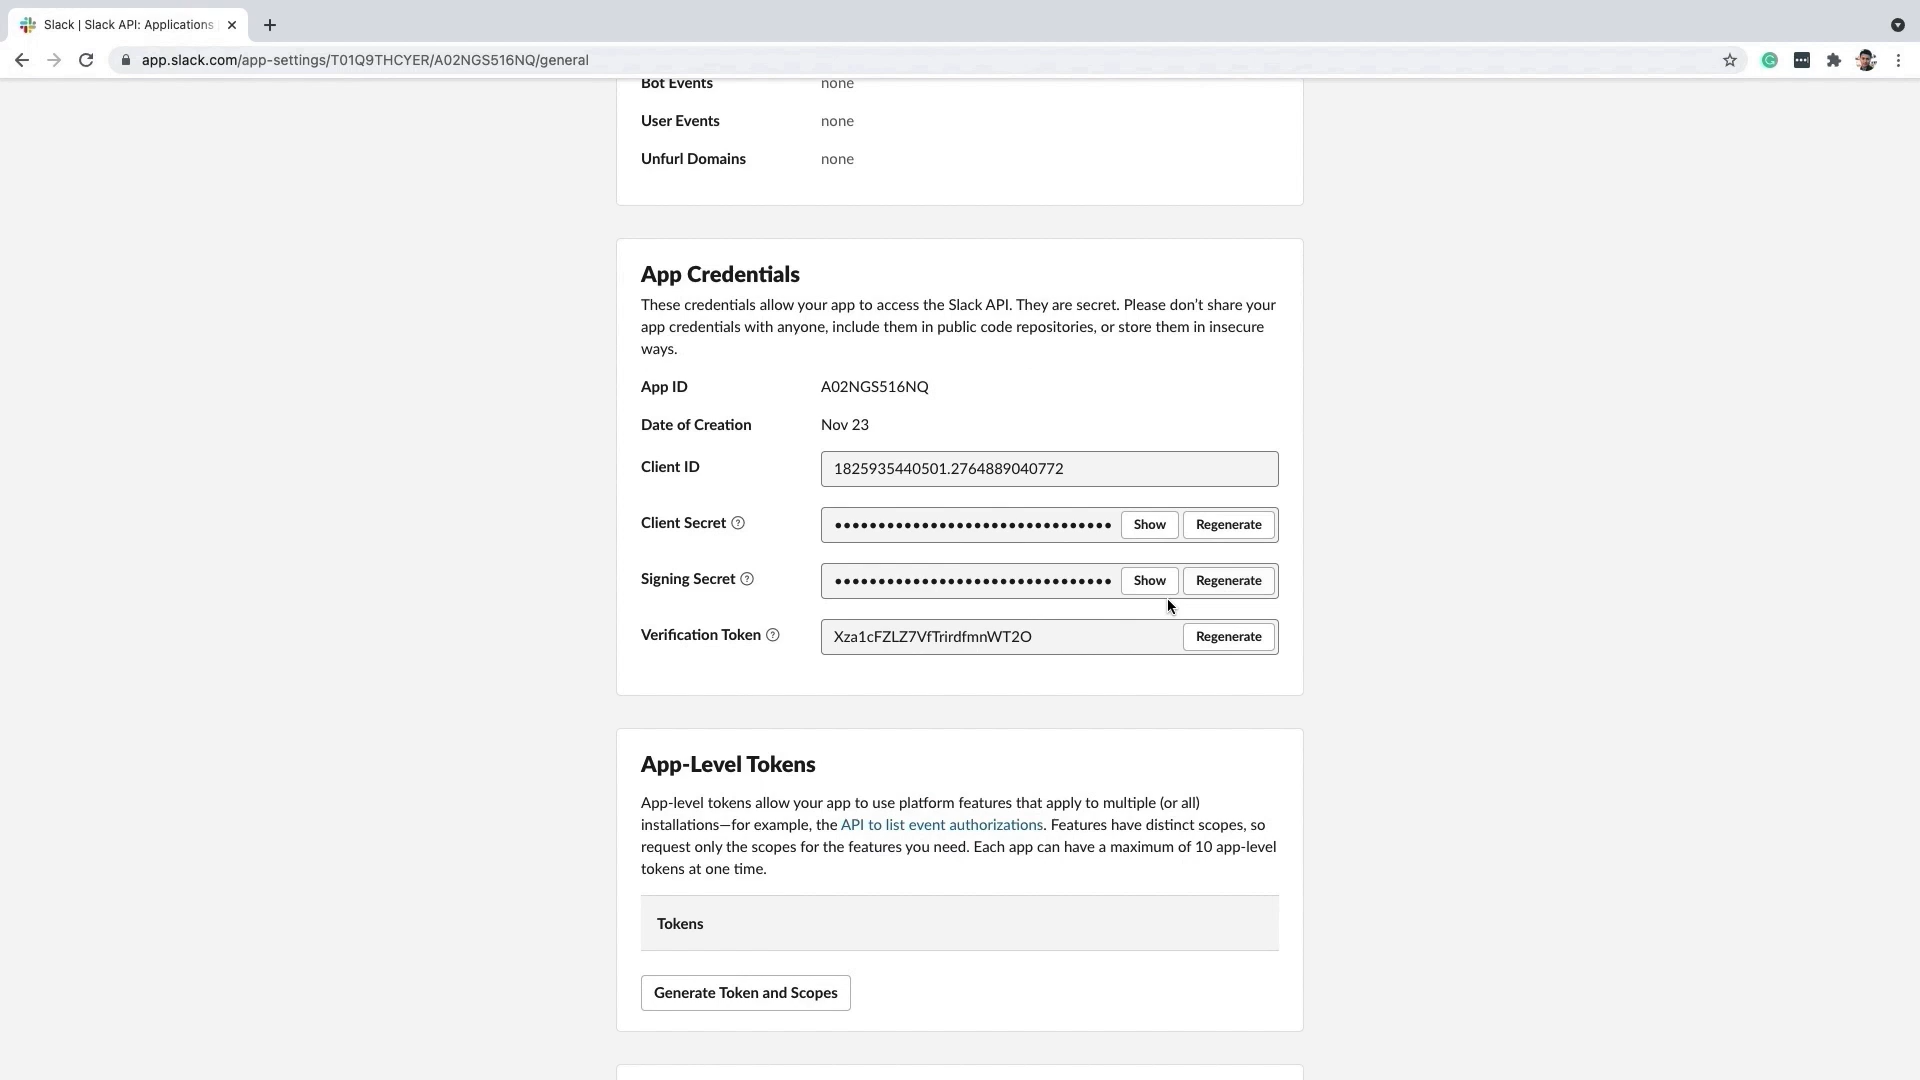 Slack | Slack API: Applications
app.slack.com/app-settings/T01Q9THCYER/A02NGS516NQ/general
Bot Events none
User Events none
Unfurl Domains none
App Credentials
These credentials allow your app to access the Slack API. They are secret. Please don’t share your
app credentials with anyone, include them in public code repositories, or store them in insecure
ways.
App ID A02NGS516NQ
Date of Creation Nov 23
Client ID 1825935440501.2764889040772
Client Secret ? •••••••••••••••••••••••••••••••• Show Regenerate
Signing Secret ? •••••••••••••••••••••••••••••••• Show Regenerate
Verification Token ? Xza1cFZLZ7VfTrirdfmnWT2O Regenerate
App-Level Tokens
App-level tokens allow your app to use platform features that apply to multiple (or all)
installations—for example, the API to list event authorizations. Features have distinct scopes, so
request only the scopes for the features you need. Each app can have a maximum of 10 app-level
tokens at one time.
Tokens
Generate Token and Scopes